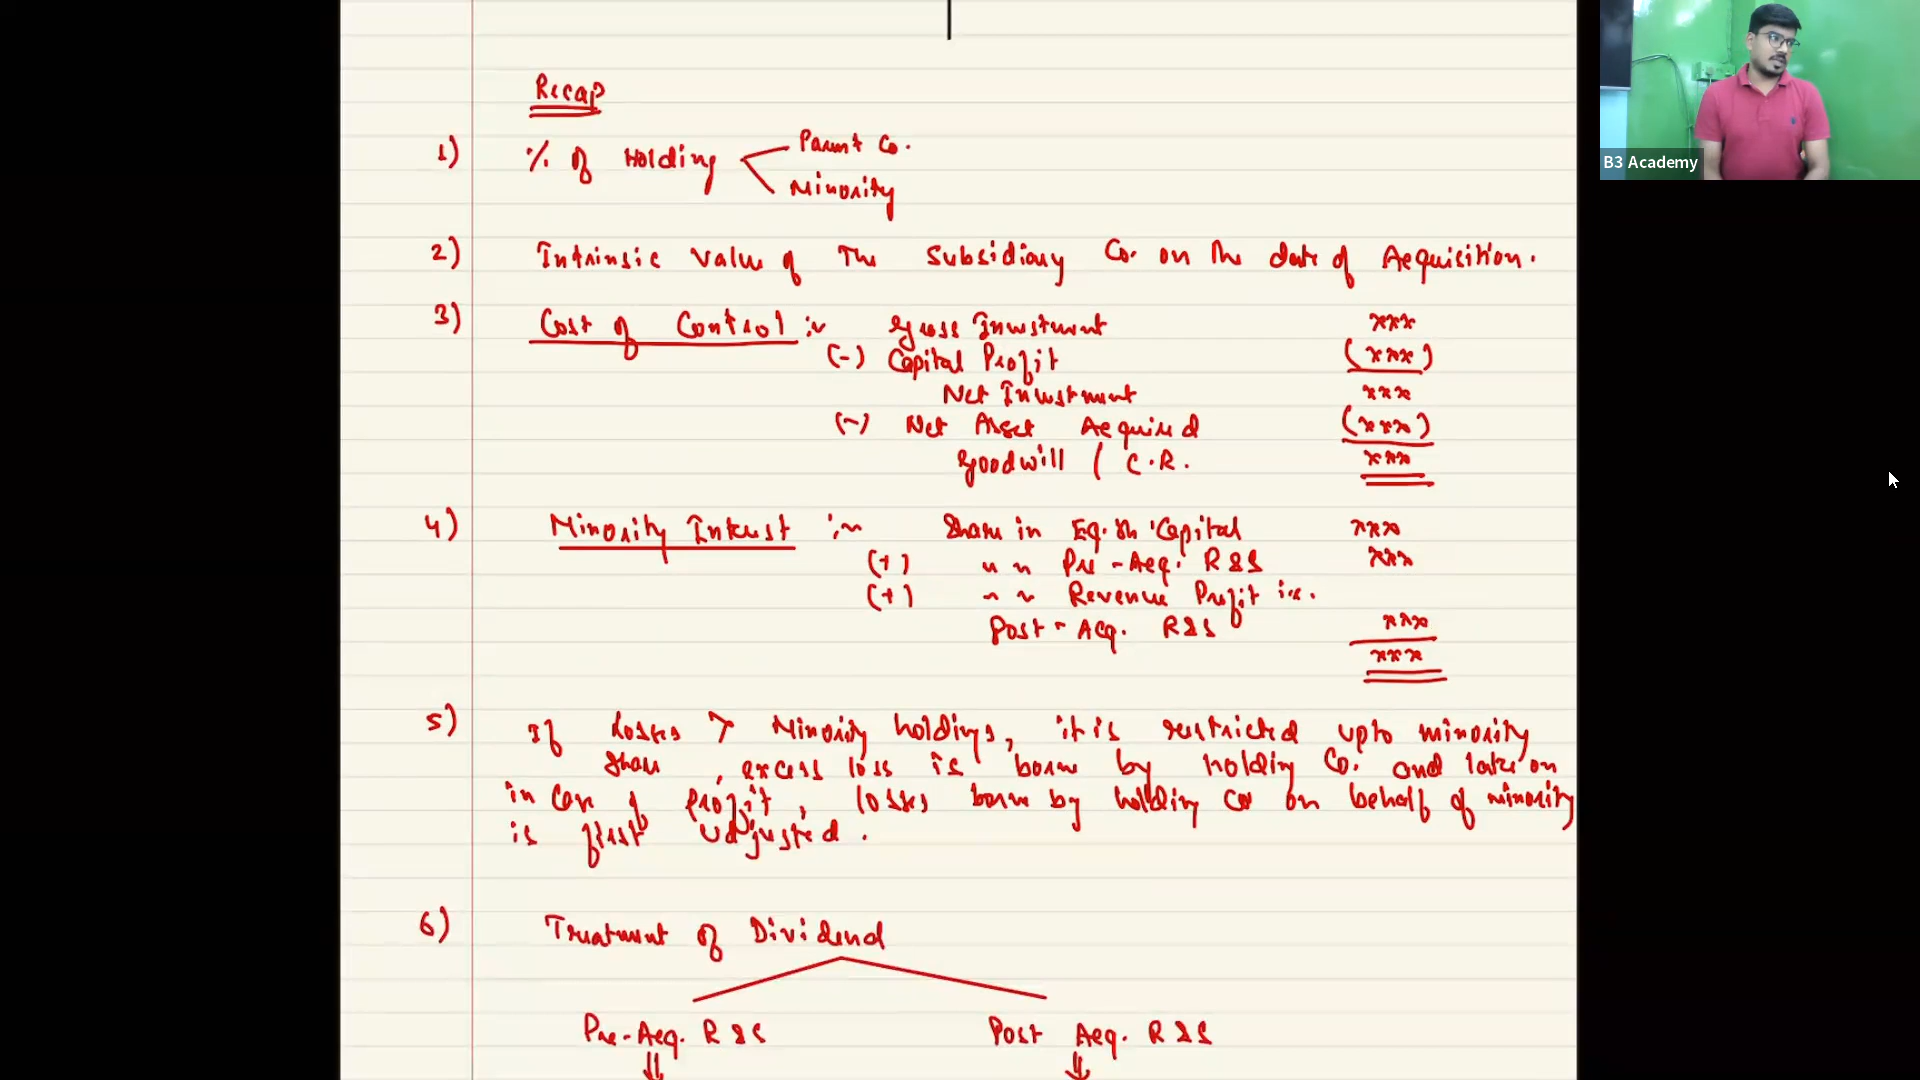 Recap
1) % of Holding
Parent Co.
Minority
2) Intrinsic Value of The Subsidiary Co. on the date of Acquisition.
3) Cost of Control :- Gross Investment xxx
(-) Capital Profit (xxx)
Net Investment xxx
(-) Net Asset Acquired (xxx)
Goodwill / C.R. xxx
4) Minority Interest :- Share in Eq. Sh. Capital xxx
(+) " " Pre-Acq. R&S xxx
(+) " " Revenue Profit i.e.
Post-Acq. R&S xxx
xxx
5) If Losses > Minority holdings, it is restricted upto minority
share, excess loss is borne by holding Co. and later on
in case of profit, losses borne by holding co on behalf of minority
is first adjusted.
6) Treatment of Dividend
Pre-Acq. R&S Post Acq. R&S
B3 Academy